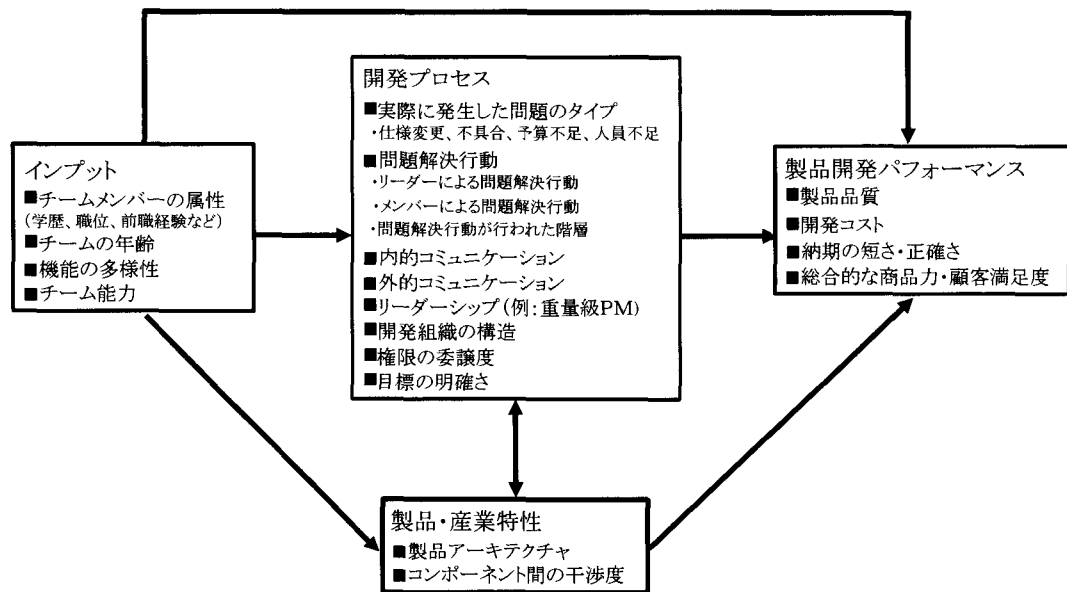 開発プロセス
■実際に発生した問題のタイプ
・仕様変更、不具合、予算不足、人員不足
■問題解決行動
・リーダーによる問題解決行動
・メンバーによる問題解決行動
・問題解決行動が行われた階層
■内的コミュニケーション
■外的コミュニケーション
■リーダーシップ(例:重量級PM)
■開発組織の構造
■権限の委譲度
■目標の明確さ
インプット
■チームメンバーの属性
(学歴、職位、前職経験など)
■チームの年齢
■機能の多様性
■チーム能力
製品開発パフォーマンス
■製品品質
■開発コスト
■納期の短さ・正確さ
■総合的な商品力・顧客満足度
製品・産業特性
■製品アーキテクチャ
■コンポーネント間の干渉度